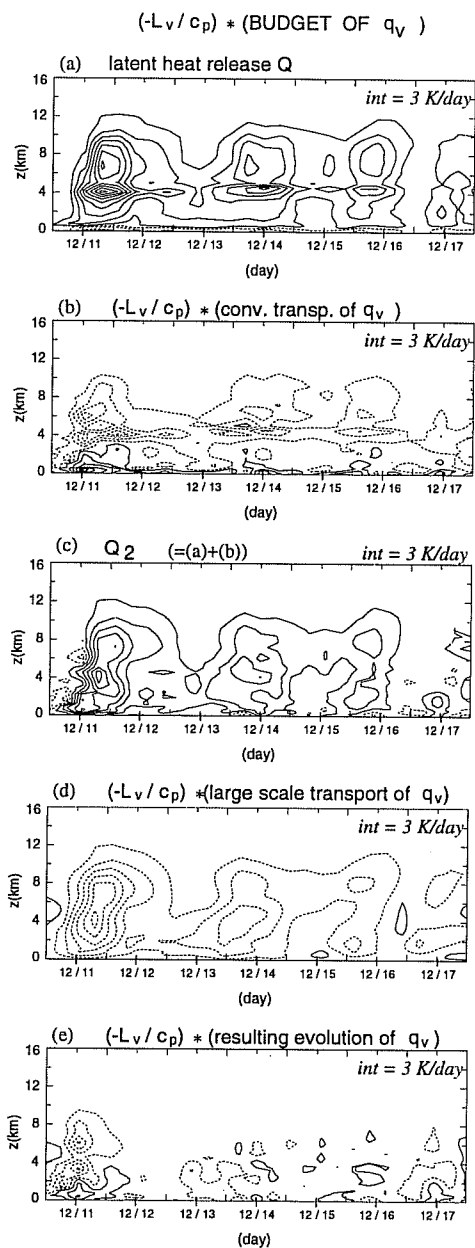 (-Lv/cp) * (BUDGET OF qv)
(a) latent heat release Q
int = 3 K/day
16
12
z(km)
8
4
0
12 / 11 12 / 12 12 / 13 12 / 14 12 / 15 12 / 16 12 / 17
(day)
(b) (-Lv/cp) * (conv. transp. of qv)
int = 3 K/day
16
12
z(km)
8
4
0
12 / 11 12 / 12 12 / 13 12 / 14 12 / 15 12 / 16 12 / 17
(day)
(c) Q2 (=(a)+(b))
int = 3 K/day
16
12
z(km)
8
4
0
12 / 11 12 / 12 12 / 13 12 / 14 12 / 15 12 / 16 12 / 17
(day)
(d) (-Lv/cp) *(large scale transport of qv)
int = 3 K/day
16
12
z(km)
8
4
0
12 / 11 12 / 12 12 / 13 12 / 14 12 / 15 12 / 16 12 / 17
(day)
(e) (-Lv/cp) * (resulting evolution of qv)
int = 3 K/day
16
12
z(km)
8
4
0
12 / 11 12 / 12 12 / 13 12 / 14 12 / 15 12 / 16 12 / 17
(day)